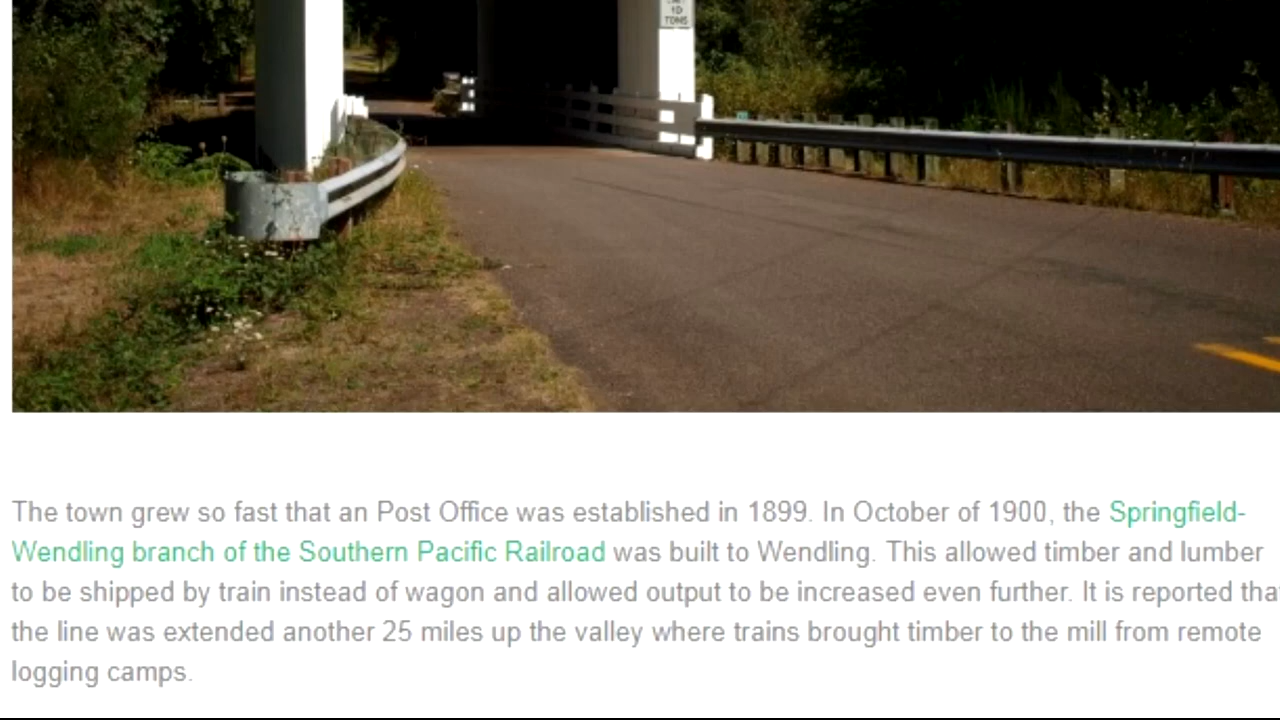 10
TONS
The town grew so fast that an Post Office was established in 1899. In October of 1900, the Springfield-
Wendling branch of the Southern Pacific Railroad was built to Wendling. This allowed timber and lumber
to be shipped by train instead of wagon and allowed output to be increased even further. It is reported
the line was extended another 25 miles up the valley where trains brought timber to the mill from remote
logging camps.